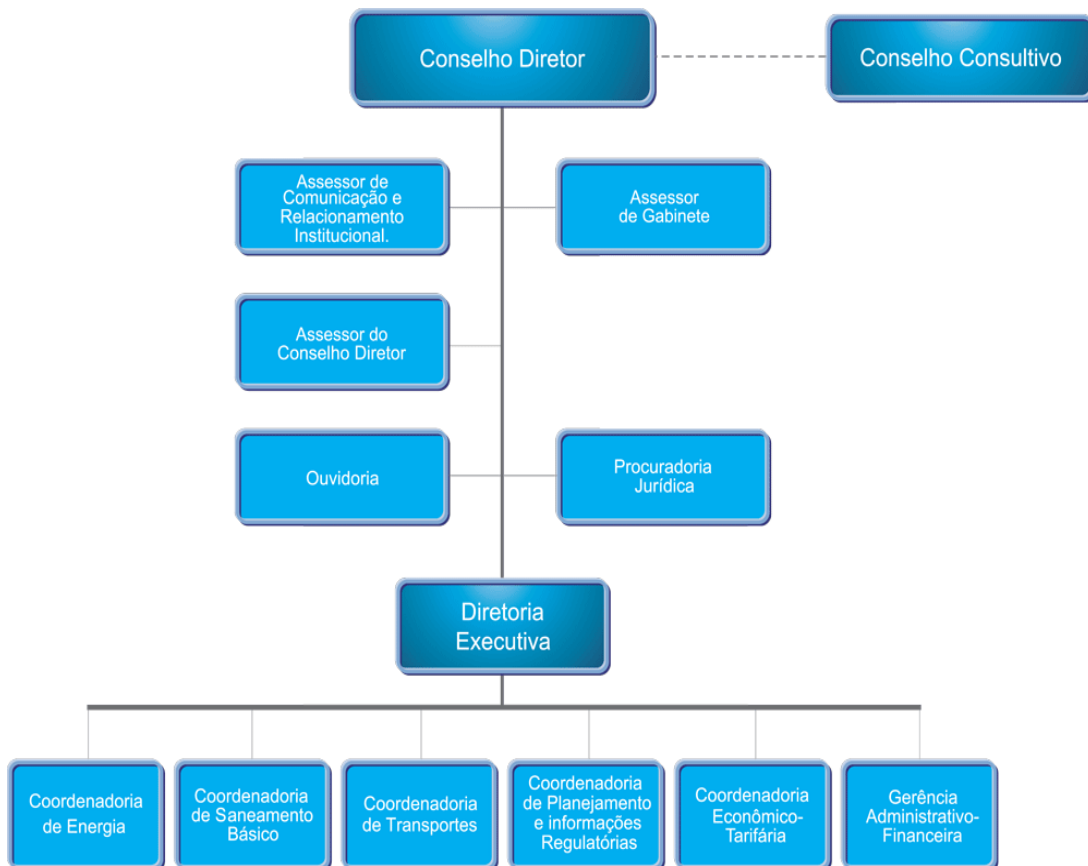 Conselho Diretor
Conselho Consultivo
Assessor de
Comunicação e
Relacionamento
Institucional.
Assessor
de Gabinete
Assessor do
Conselho Diretor
Ouvidoria
Procuradoria
Jurídica
Diretoria
Executiva
Coordenadoria
de Energia
Coordenadoria
de Saneamento
Básico
Coordenadoria
de Transportes
Coordenadoria
de Planejamento
e informações
Regulatórias
Coordenadoria
Econômico-
Tarifária
Gerência
Administrativo-
Financeira